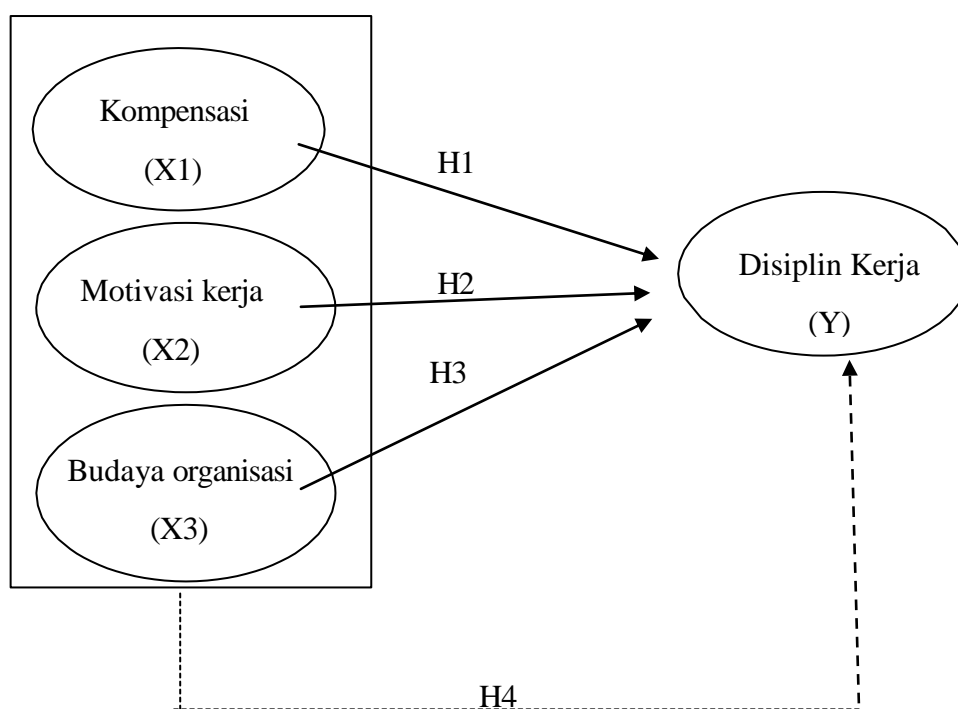 Kompensasi
(X1)
H1
Motivasi kerja
(X2)
H2
Disiplin Kerja
(Y)
H3
Budaya organisasi
(X3)
H4